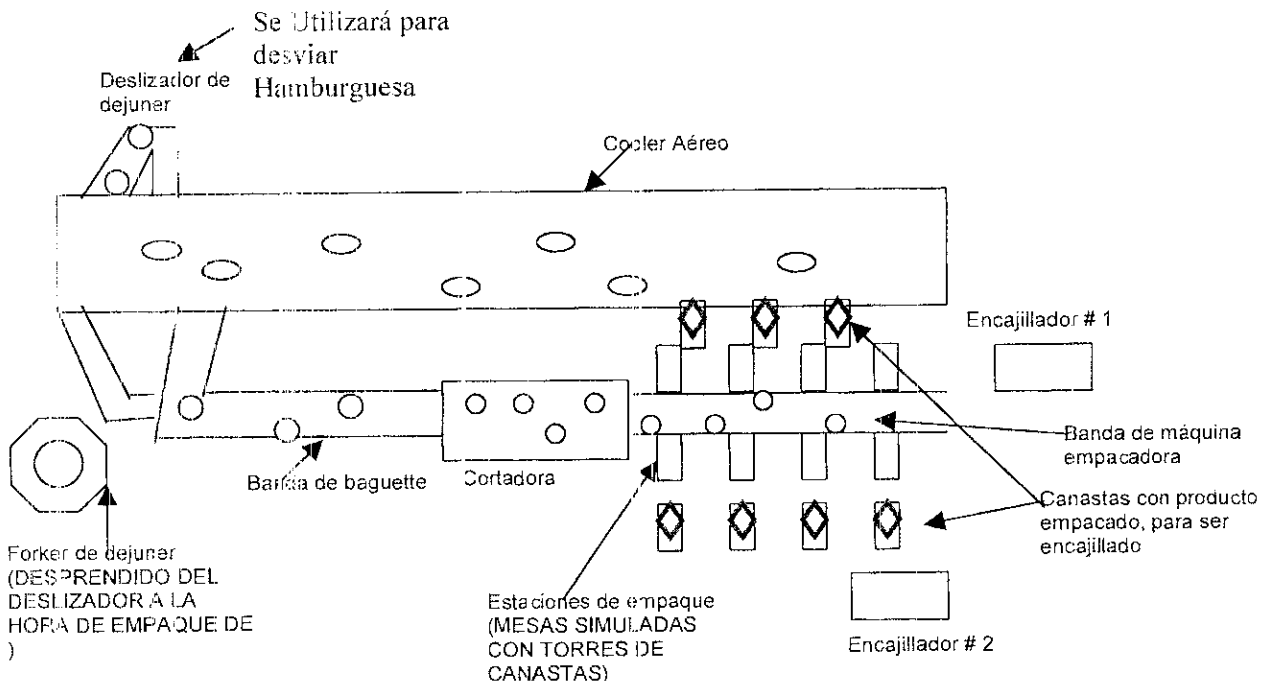 Se Utilizará para
desviar
Hamburguesa
Deslizador de
dejuner
Cooler Aéreo
Encajillador # 1
Banda de máquina
empacadora
Banda de baguette
Cortadora
Canastas con producto
empacado, para ser
encajillado
Forker de dejuner
(DESPRENDIDO DEL
DESLIZADOR A LA
HORA DE EMPAQUE DE
)
Estaciones de empaque
(MESAS SIMULADAS
CON TORRES DE
CANASTAS)
Encajillador # 2